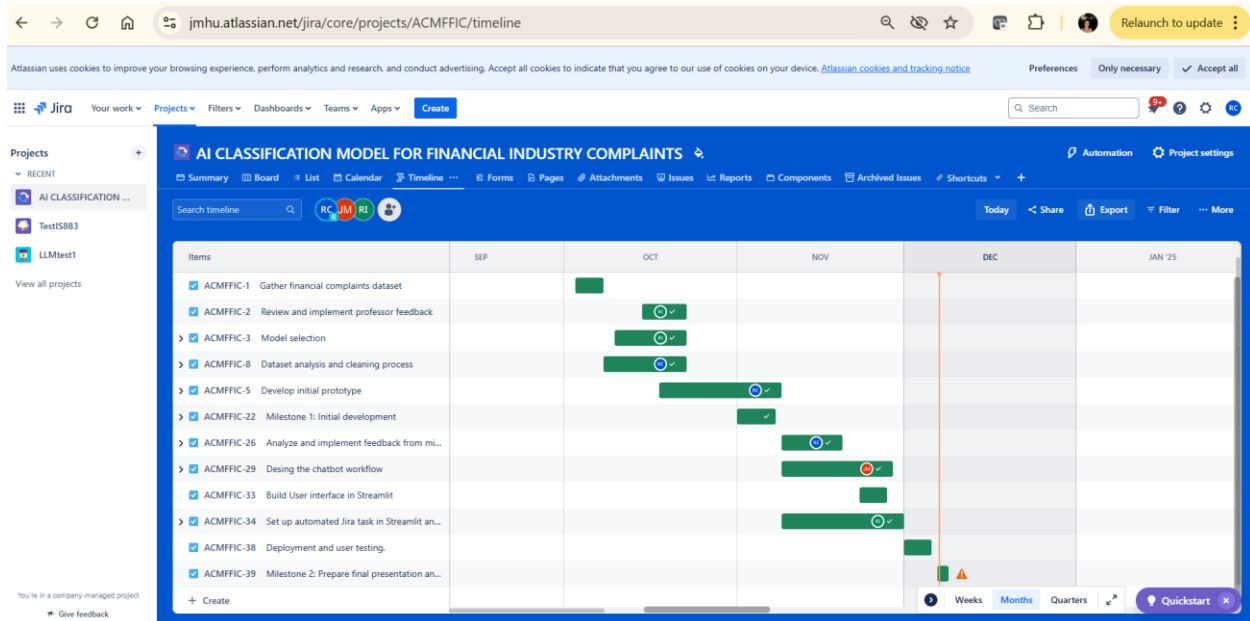 jmhu.atlassian.net/jira/core/projects/ACMFFIC/timeline
Relaunch to update
Atlassian uses cookies to improve your browsing experience, perform analytics and research, and conduct advertising. Accept all cookies to indicate that you agree to our use of cookies on your device. Atlassian cookies and tracking notice
Preferences Only necessary Accept all
Jira Your work Projects Filters Dashboards Teams Apps Create
Search 9+ RC
Projects +
RECENT
AI CLASSIFICATION ...
TestIS883
LLMtest1
View all projects
You're in a company-managed project
Give feedback
AI CLASSIFICATION MODEL FOR FINANCIAL INDUSTRY COMPLAINTS
Automation Project settings
Summary Board List Calendar Timeline ... Forms Pages Attachments Issues Reports Components Archived Issues Shortcuts +
Search timeline RC R JM RI
Today Share Export Filter ... More
Items SEP OCT NOV DEC JAN '25
ACMFFIC-1 Gather financial complaints dataset
ACMFFIC-2 Review and implement professor feedback
ACMFFIC-3 Model selection
ACMFFIC-8 Dataset analysis and cleaning process
ACMFFIC-5 Develop initial prototype
ACMFFIC-22 Milestone 1: Initial development
ACMFFIC-26 Analyze and implement feedback from mi... RC
ACMFFIC-29 Desing the chatbot workflow
ACMFFIC-33 Build User interface in Streamlit
ACMFFIC-34 Set up automated Jira task in Streamlit an...
ACMFFIC-38 Deployment and user testing.
ACMFFIC-39 Milestone 2: Prepare final presentation an...
+ Create
Weeks Months Quarters
Quickstart ×